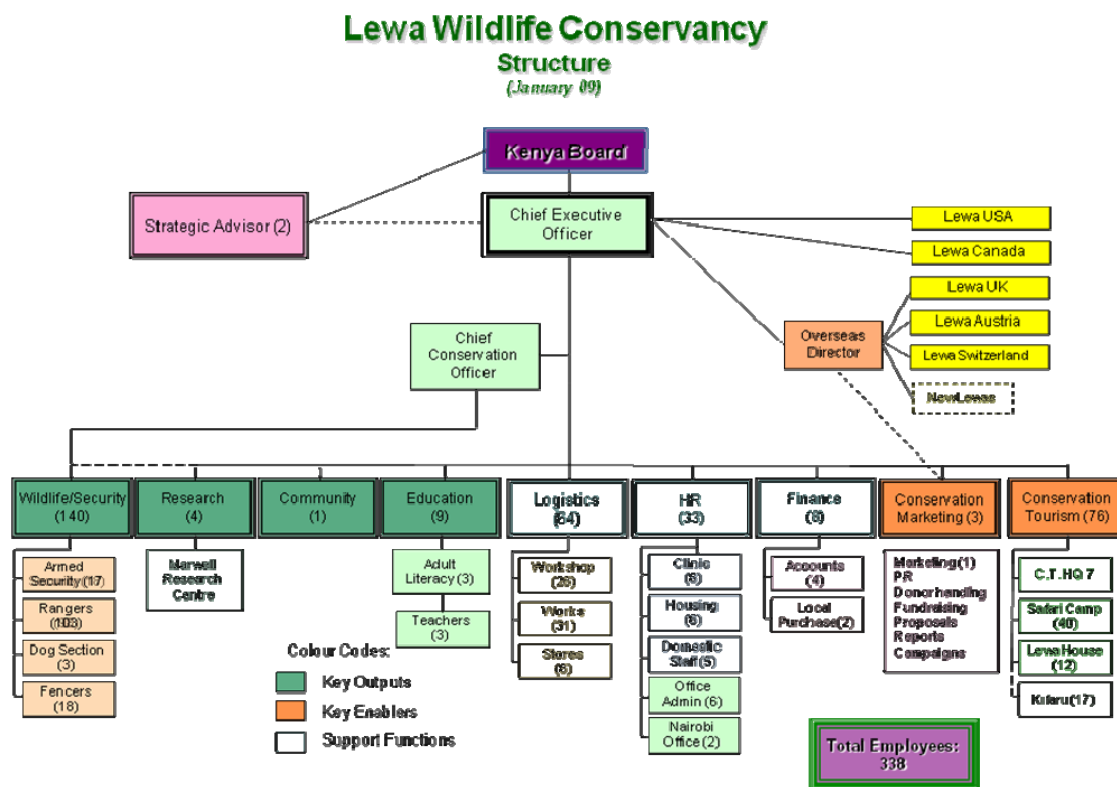 Lewa Wildlife Conservancy
Structure
(January 09)
Kenya Board
Strategic Advisor (2)
Chief Executive
Officer
Lewa USA
Lewa Canada
Lewa UK
Lewa Austria
Lewa Switzerland
NewLewas
Overseas
Director
Chief
Conservation
Officer
Wildlife/Security
(140)
Research
(4)
Community
(1)
Education
(9)
Logistics
(64)
HR
(33)
Finance
(8)
Conservation
Marketing (3)
Conservation
Tourism (76)
Armed
Security (17)
Rangers
(103)
Dog Section
(3)
Fencers
(18)
Marwell
Research
Centre
Adult
Literacy (3)
Teachers
(3)
Workshop
(26)
Works
(31)
Stores
(6)
Clinic
(6)
Housing
(6)
Domestic
Staff (5)
Office
Admin (6)
Nairobi
Office (2)
Accounts
(4)
Local
Purchase(2)
Marketing (1)
PR
Donor hending
Fundraising
Proposals
Reports
Campaigns
C.T. HQ 7
Safari Camp
(40)
Lewa House
(12)
Kifaru (17)
Colour Codes:
Key Outputs
Key Enablers
Support Functions
Total Employees:
338